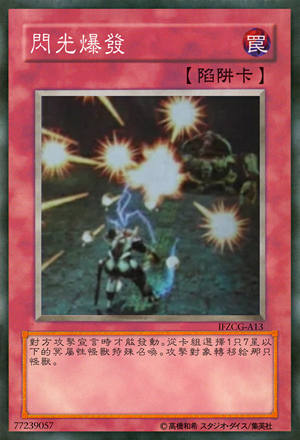 閃光爆發
罠
【陷阱卡】
IFZCG-A13
對方攻擊宣言時才能發動。從卡組選擇1只7星以
下的冥屬性怪獸特殊召喚。攻擊對象轉移給那只
怪獸。
77239057
©高橋和希 スタジオ・ダイス/集英社